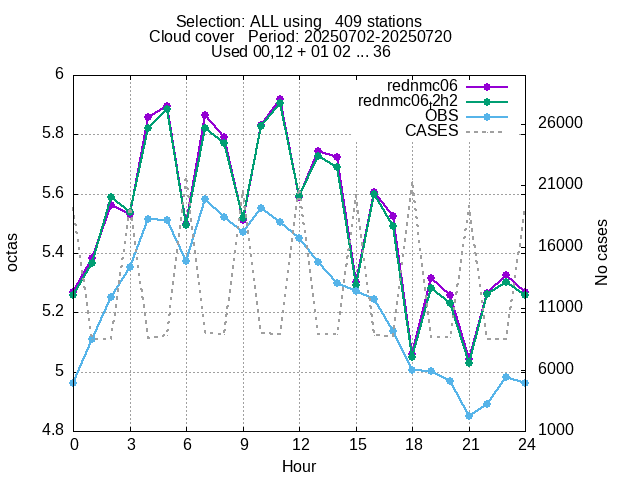 Selection: ALL using   409 stations
Cloud cover   Period: 20250702-20250720
Used 00,12 + 01 02 ... 36
rednmc06
rednmc06,2h2
OBS
CASES
octas
6
5.8
5.6
5.4
5.2
5
4.8
26000
21000
16000
11000
6000
1000
No cases
0 3 6 9 12 15 18 21 24
Hour